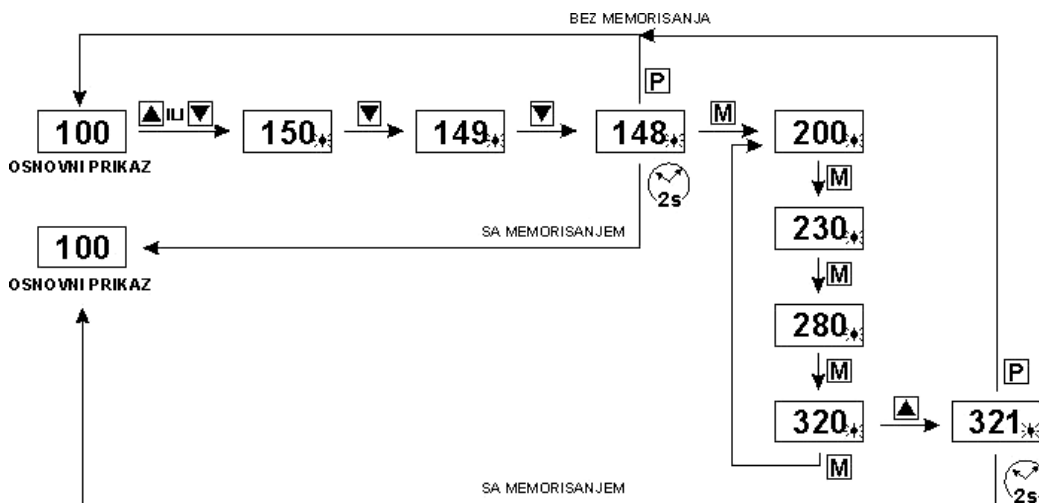 BEZ MEMORISANJA
P
100
▲ ILI ▼
150
▼
149
▼
148
M
200
OSNOVNI PRIKAZ
2s
M
230
SA MEMORISANJEM
100
OSNOVNI PRIKAZ
M
280
M
P
320
▲
321
M
SA MEMORISANJEM
2s